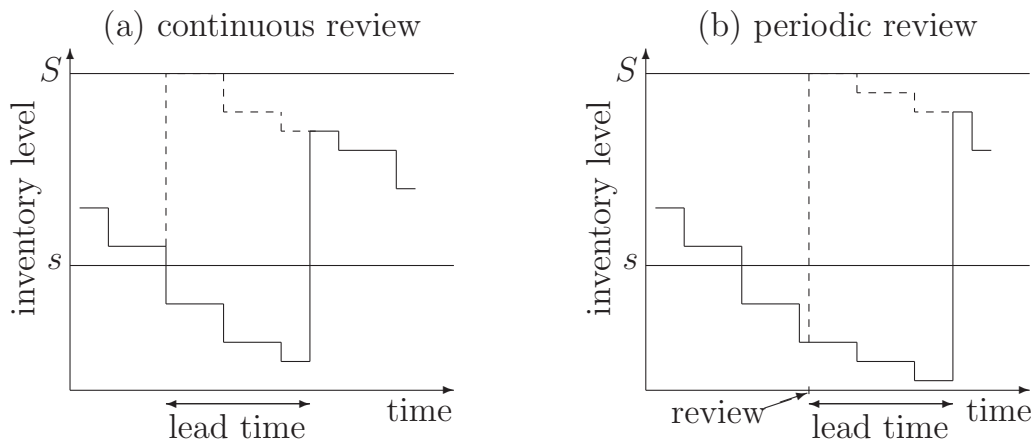 (a) continuous review
S
s
inventory level
time
lead time
(b) periodic review
S
s
inventory level
review
time
lead time